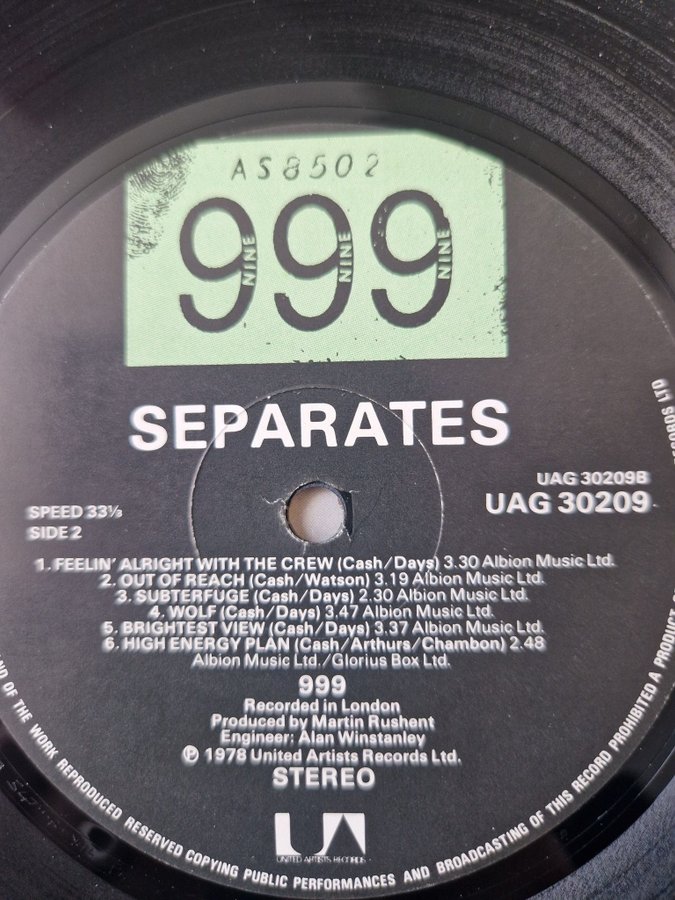 AS8502
999
NINE NINE NINE
SEPARATES
UAG 30209B
UAG 30209
SPEED 33⅓
SIDE 2
1. FEELIN' ALRIGHT WITH THE CREW (Cash/Days) 3.30 Albion Music Ltd.
2. OUT OF REACH (Cash/Watson) 3.19 Albion Music Ltd.
3. SUBTERFUGE (Cash/Days) 2.30 Albion Music Ltd.
4. WOLF (Cash/Days) 3.47 Albion Music Ltd.
5. BRIGHTEST VIEW (Cash/Days) 3.37 Albion Music Ltd.
6. HIGH ENERGY PLAN (Cash/Arthurs/Chambon) 2.48
Albion Music Ltd./Glorius Box Ltd.
999
Recorded in London
Produced by Martin Rushent
Engineer: Alan Winstanley
℗ 1978 United Artists Records Ltd.
STEREO
UA
UNITED ARTISTS RECORDS
AND OF THE WORK REPRODUCED RESERVED COPYING PUBLIC PERFORMANCES AND BROADCASTING OF THIS RECORD PROHIBITED A PRODUCT
RECORDS LTD